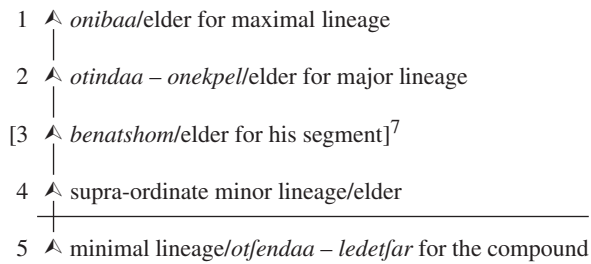 1 onibaa/elder for maximal lineage
2 otindaa – onekpel/elder for major lineage
[3 benatshom/elder for his segment]7
4 supra-ordinate minor lineage/elder
5 minimal lineage/otʃendaa – ledetʃar for the compound